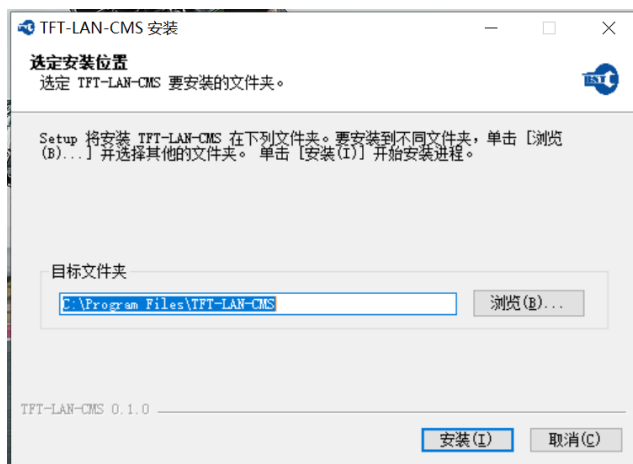 TFT-LAN-CMS 安装
选定安装位置
选定 TFT-LAN-CMS 要安装的文件夹。
TEST
Setup 将安装 TFT-LAN-CMS 在下列文件夹。要安装到不同文件夹，单击 [浏览
(B)...] 并选择其他的文件夹。 单击 [安装(I)] 开始安装进程。
目标文件夹
C:\Program Files\TFT-LAN-CMS
浏览(B)...
TFT-LAN-CMS 0.1.0
安装(I)
取消(C)